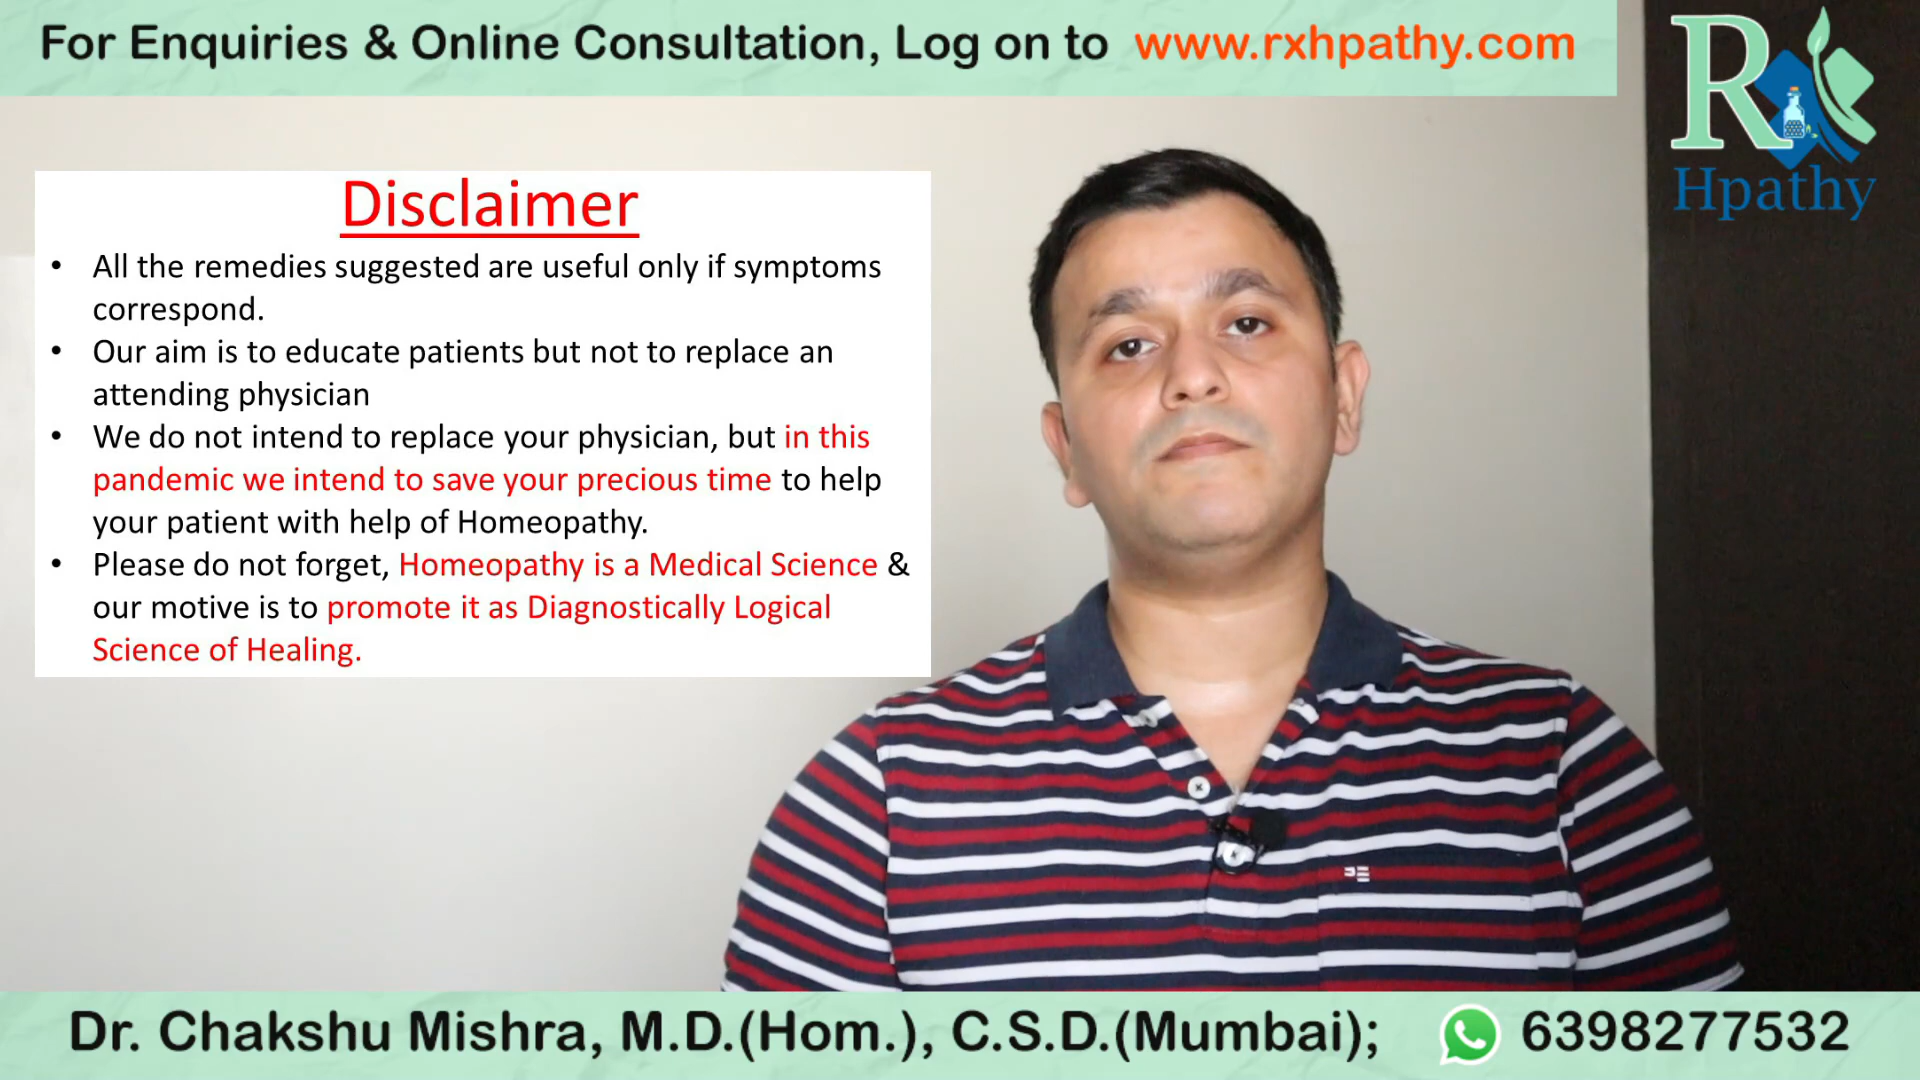 For Enquiries & Online Consultation, Log on to www.rxhpathy.com
Rx
Hpathy
Disclaimer
• All the remedies suggested are useful only if symptoms
correspond.
• Our aim is to educate patients but not to replace an
attending physician
• We do not intend to replace your physician, but in this
pandemic we intend to save your precious time to help
your patient with help of Homeopathy.
• Please do not forget, Homeopathy is a Medical Science &
our motive is to promote it as Diagnostically Logical
Science of Healing.
Dr. Chakshu Mishra, M.D.(Hom.), C.S.D.(Mumbai); 6398277532